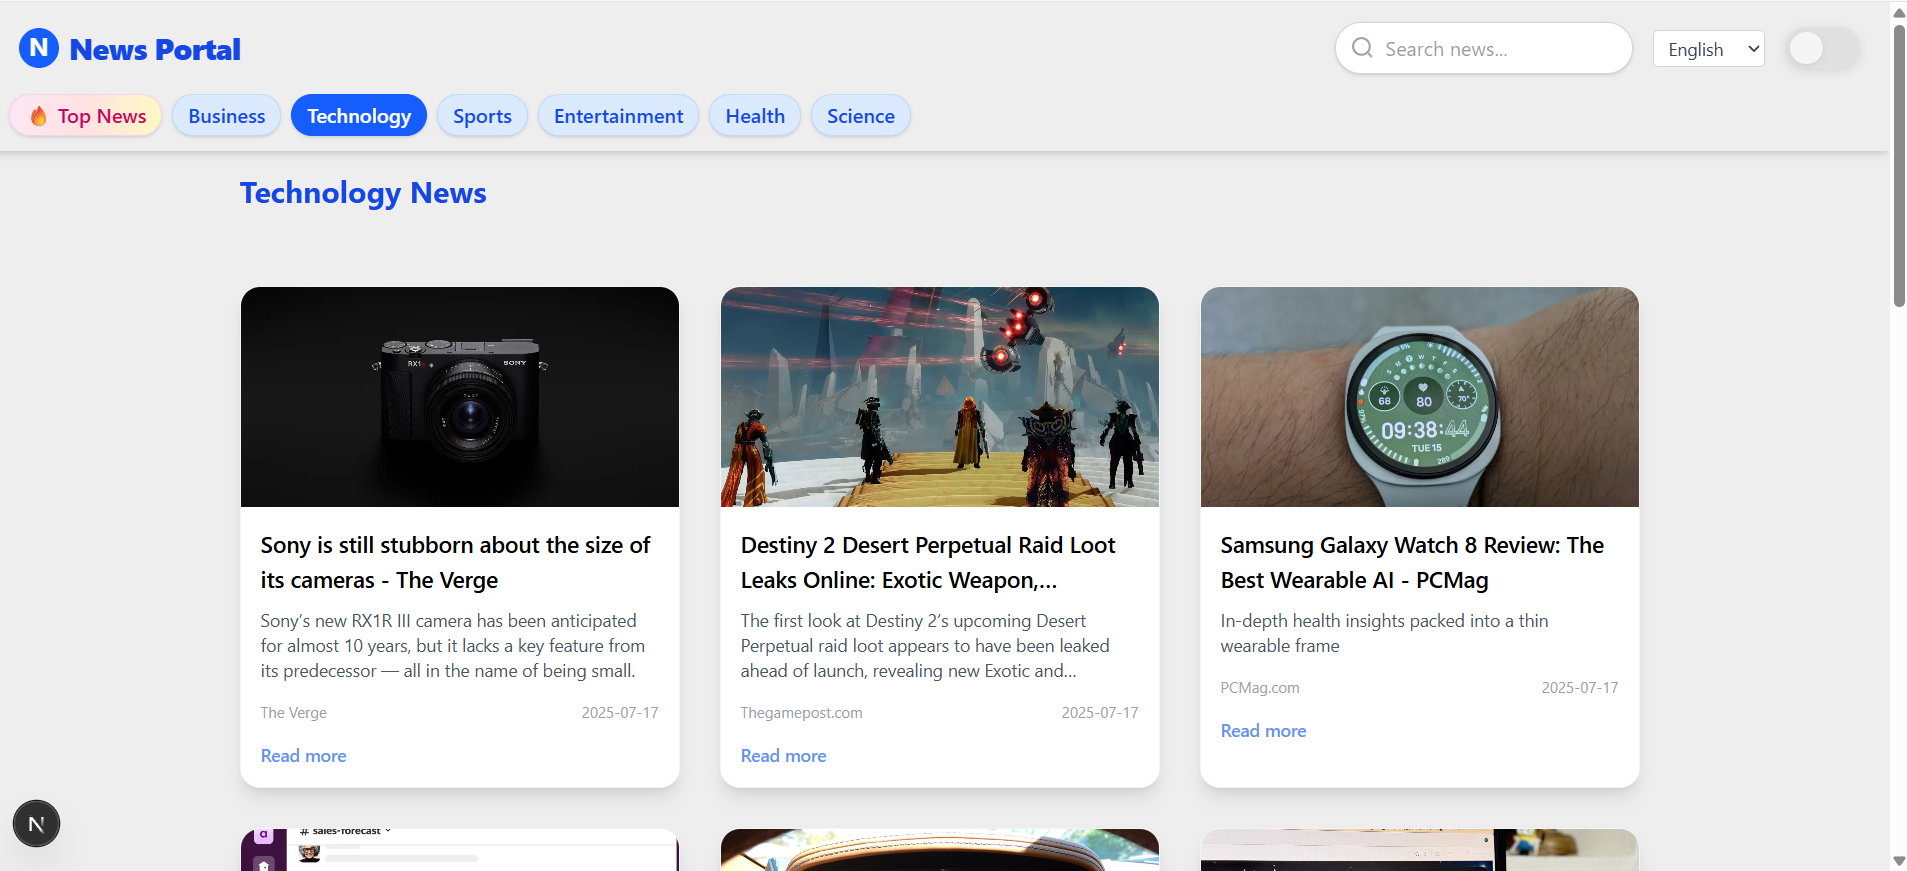 N News Portal
Search news...
English
🔥 Top News
Business
Technology
Sports
Entertainment
Health
Science
Technology News
RX1R
SONY
Sony is still stubborn about the size of
its cameras - The Verge
Sony’s new RX1R III camera has been anticipated
for almost 10 years, but it lacks a key feature from
its predecessor — all in the name of being small.
The Verge
2025-07-17
Read more
Destiny 2 Desert Perpetual Raid Loot
Leaks Online: Exotic Weapon,...
The first look at Destiny 2’s upcoming Desert
Perpetual raid loot appears to have been leaked
ahead of launch, revealing new Exotic and...
Thegamepost.com
2025-07-17
Read more
68
80
70°
09:38:44
TUE 15
Samsung Galaxy Watch 8 Review: The
Best Wearable AI - PCMag
In-depth health insights packed into a thin
wearable frame
PCMag.com
2025-07-17
Read more
N
a
# sales-forecast